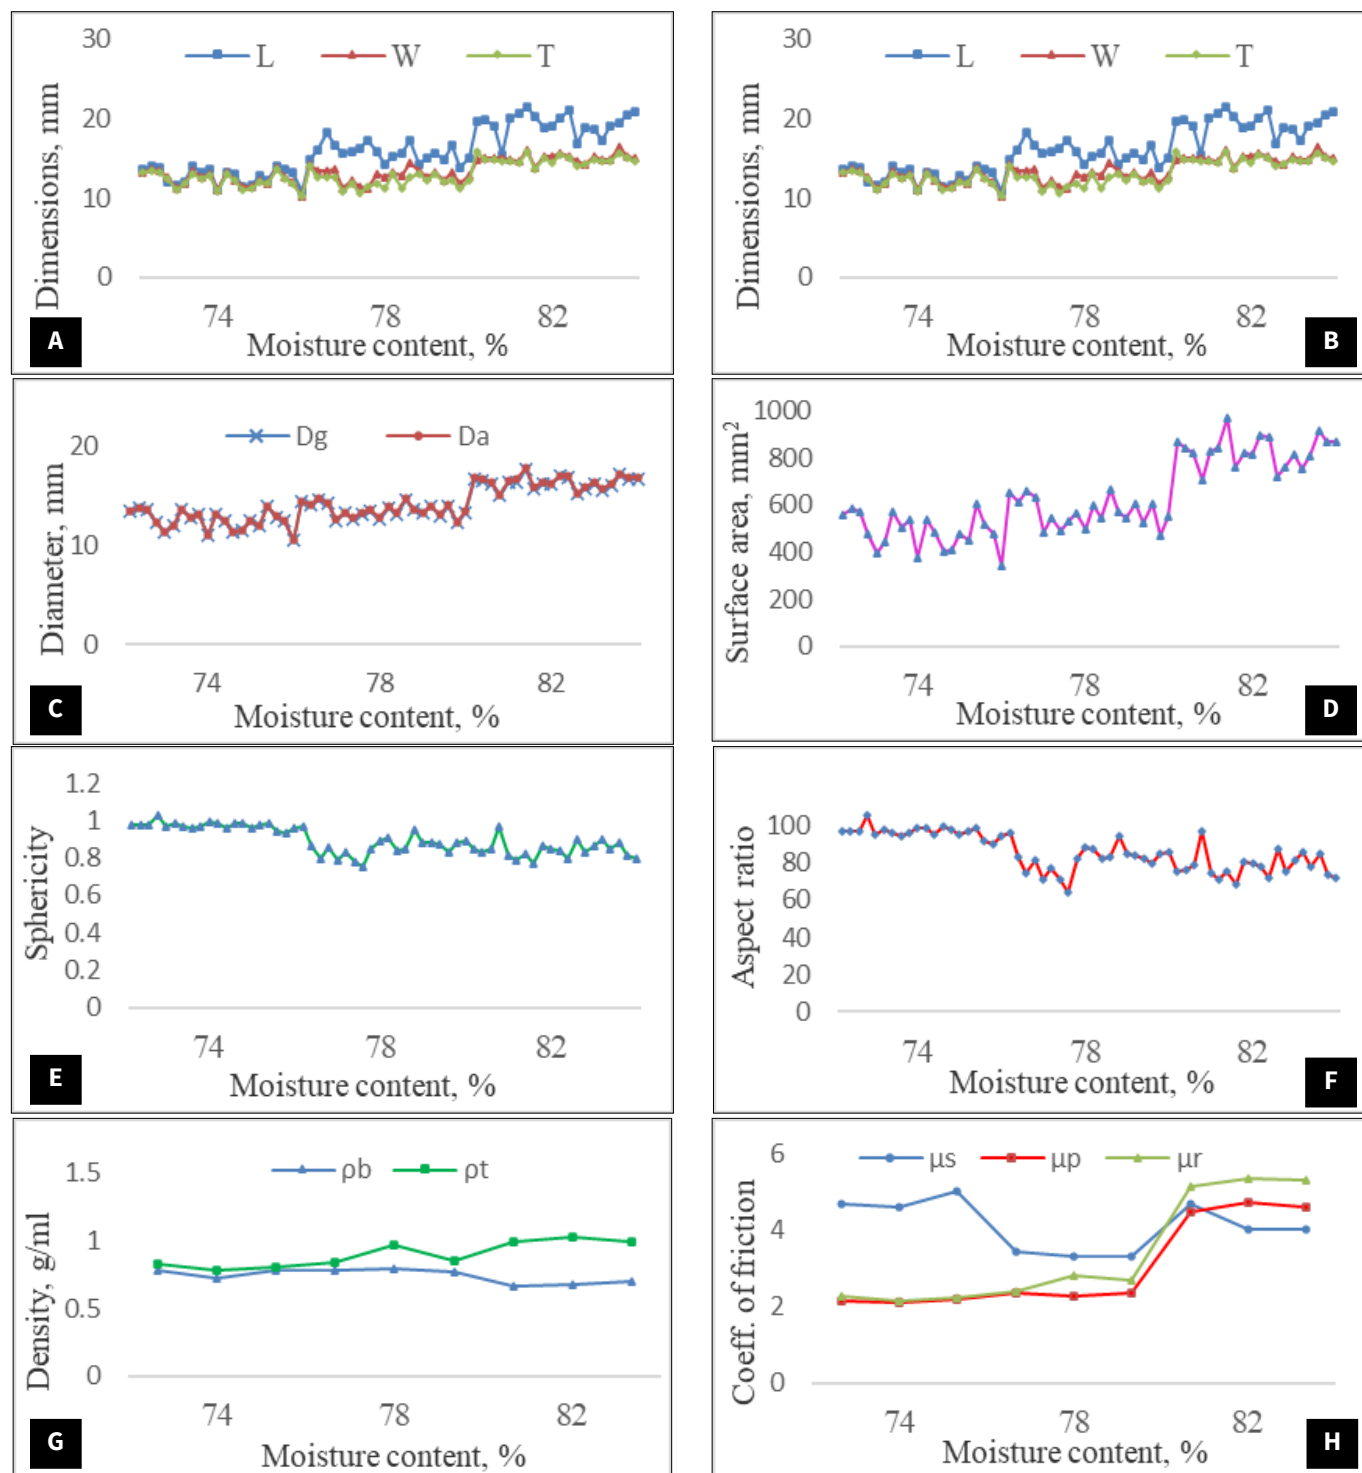 30
L W T
20
10
0
Dimensions, mm
74 78 82
Moisture content, %
A
30
L W T
20
10
0
Dimensions, mm
74 78 82
Moisture content, %
B
Dg Da
20
10
0
Diameter, mm
74 78 82
Moisture content, %
C
1000
800
600
400
200
0
Surface area, mm²
74 78 82
Moisture content, %
D
1.2
1
0.8
0.6
0.4
0.2
0
Sphericity
74 78 82
Moisture content, %
E
100
80
60
40
20
0
Aspect ratio
74 78 82
Moisture content, %
F
ρb ρt
1.5
1
0.5
0
Density, g/ml
74 78 82
Moisture content, %
G
6
μs μp μr
4
2
0
Coeff. of friction
74 78 82
Moisture content, %
H